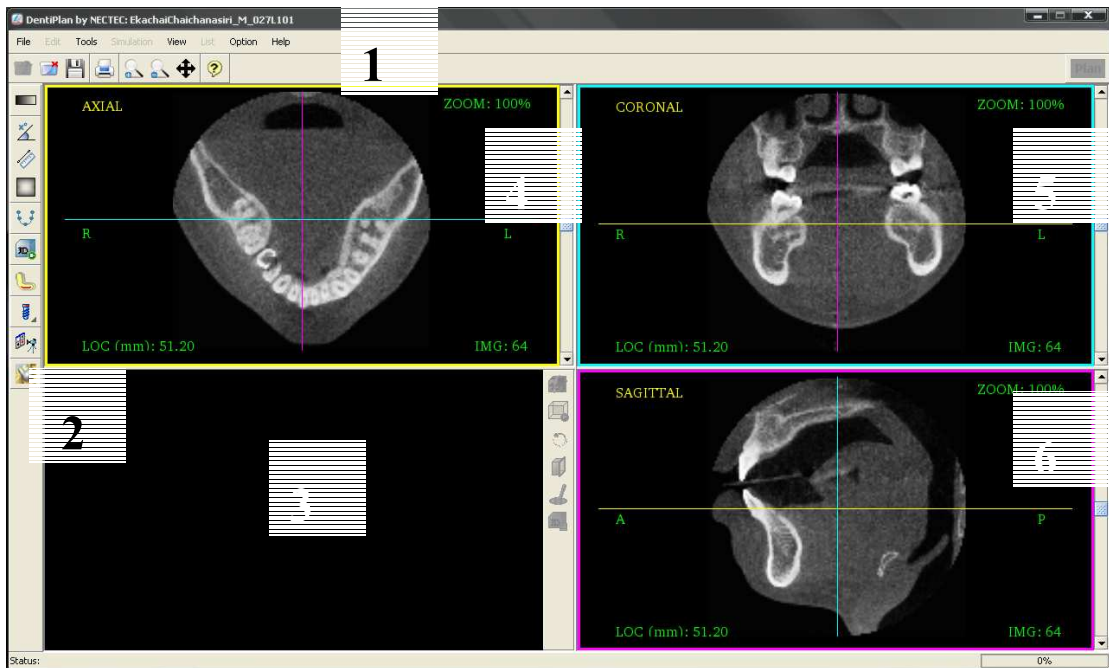 DentiPlan by NECTEC: EkachaiChaichanasiri_M_027L101
File Edit Tools Simulation View List Option Help
1
Plan
AXIAL
ZOOM: 100%
4
R
L
LOC (mm): 51.20
IMG: 64
CORONAL
ZOOM: 100%
5
R
L
LOC (mm): 51.20
IMG: 64
3D
2
3
SAGITTAL
ZOOM: 100%
6
A
P
LOC (mm): 51.20
IMG: 64
Status:
0%